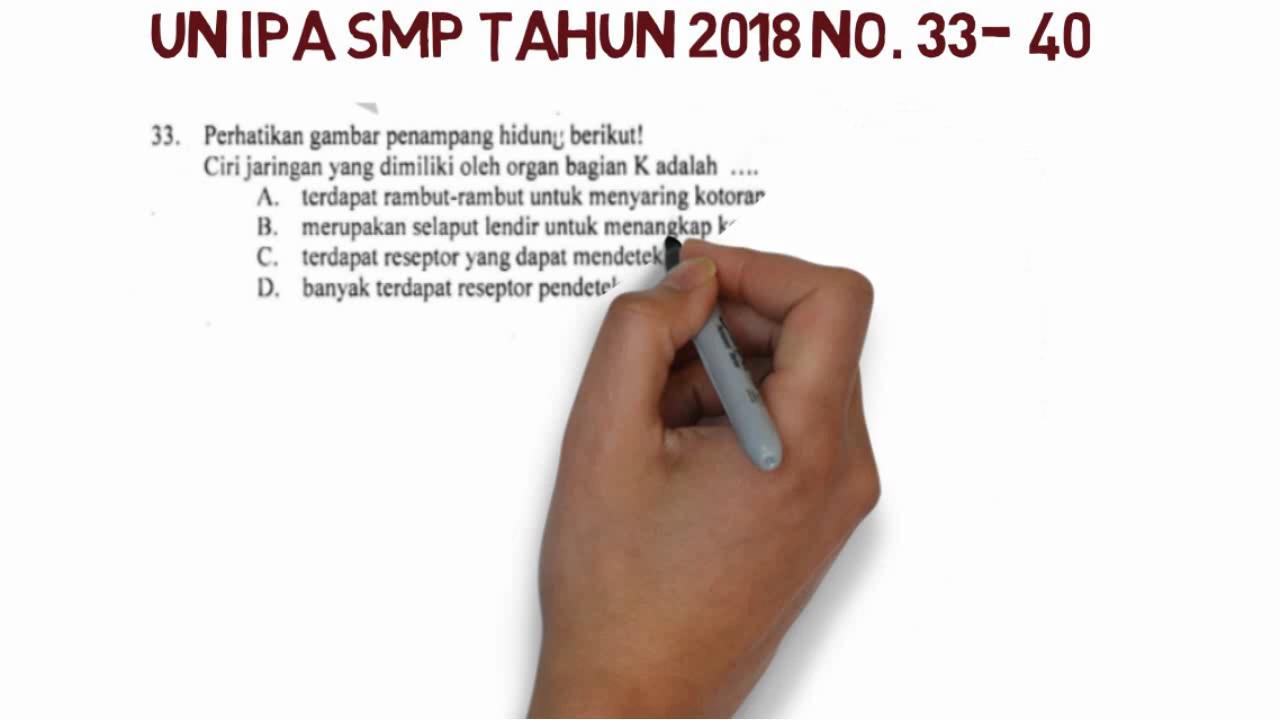 UN IPA SMP TAHUN 2018 NO. 33- 40
33. Perhatikan gambar penampang hidung berikut!
Ciri jaringan yang dimiliki oleh organ bagian K adalah ....
A. terdapat rambut-rambut untuk menyaring kotoran
B. merupakan selaput lendir untuk menangkap
C. terdapat reseptor yang dapat
D. banyak terdapat reseptor